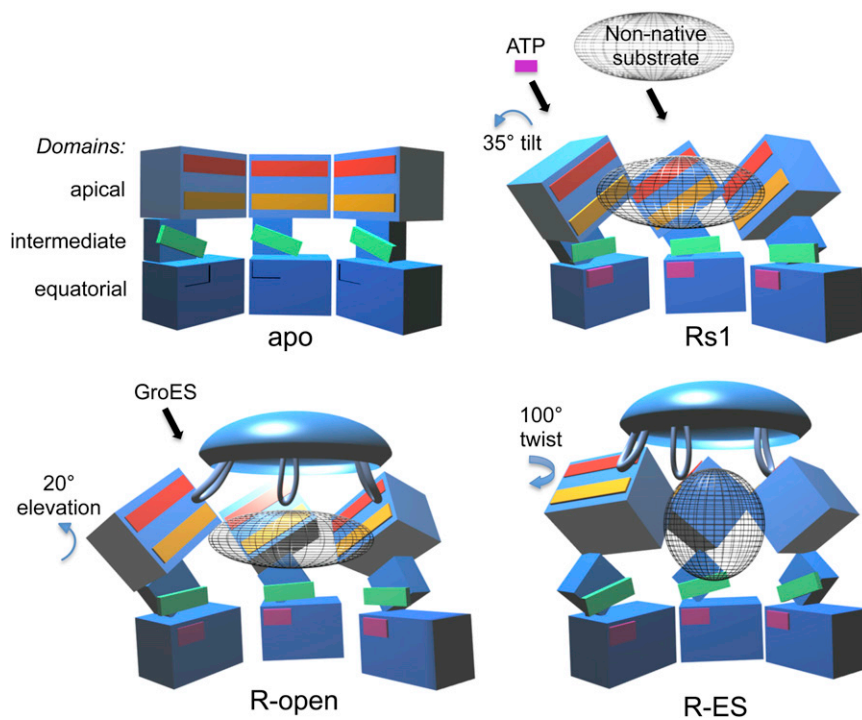 Domains:
apical
intermediate
equatorial
apo
ATP
Non-native
substrate
35° tilt
Rs1
GroES
20°
elevation
R-open
100°
twist
R-ES